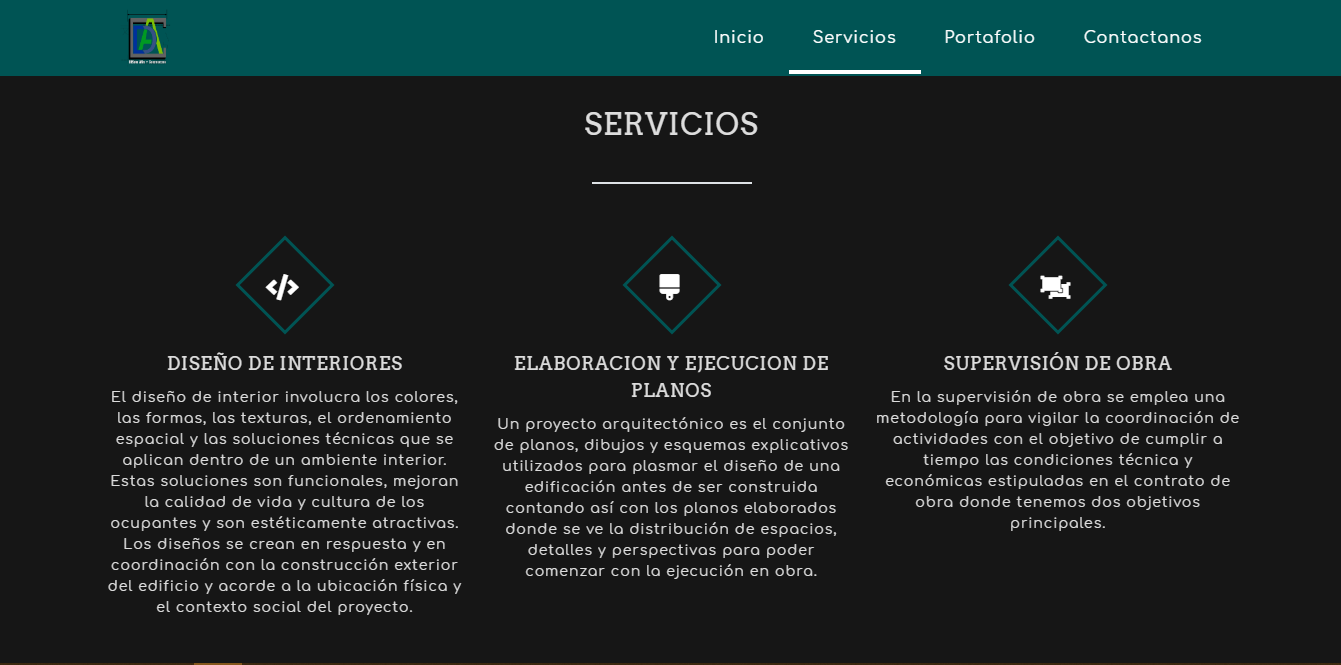 Inicio Servicios Portafolio Contactanos
SERVICIOS
DISEÑO DE INTERIORES
El diseño de interior involucra los colores,
las formas, las texturas, el ordenamiento
espacial y las soluciones técnicas que se
aplican dentro de un ambiente interior.
Estas soluciones son funcionales, mejoran
la calidad de vida y cultura de los
ocupantes y son estéticamente atractivas.
Los diseños se crean en respuesta y en
coordinación con la construcción exterior
del edificio y acorde a la ubicación física y
el contexto social del proyecto.
ELABORACION Y EJECUCION DE
PLANOS
Un proyecto arquitectónico es el conjunto
de planos, dibujos y esquemas explicativos
utilizados para plasmar el diseño de una
edificación antes de ser construida
contando así con los planos elaborados
donde se ve la distribución de espacios,
detalles y perspectivas para poder
comenzar con la ejecución en obra.
SUPERVISIÓN DE OBRA
En la supervisión de obra se emplea una
metodología para vigilar la coordinación de
actividades con el objetivo de cumplir a
tiempo las condiciones técnica y
económicas estipuladas en el contrato de
obra donde tenemos dos objetivos
principales.